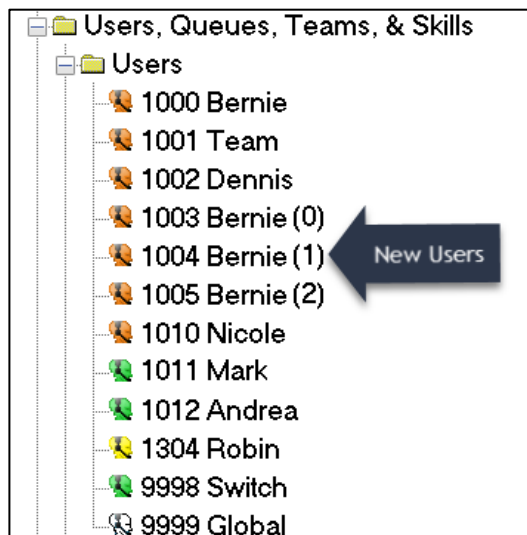 Users, Queues, Teams, & Skills
Users
1000 Bernie
1001 Team
1002 Dennis
1003 Bernie (0)
1004 Bernie (1)
New Users
1005 Bernie (2)
1010 Nicole
1011 Mark
1012 Andrea
1304 Robin
9998 Switch
9999 Global